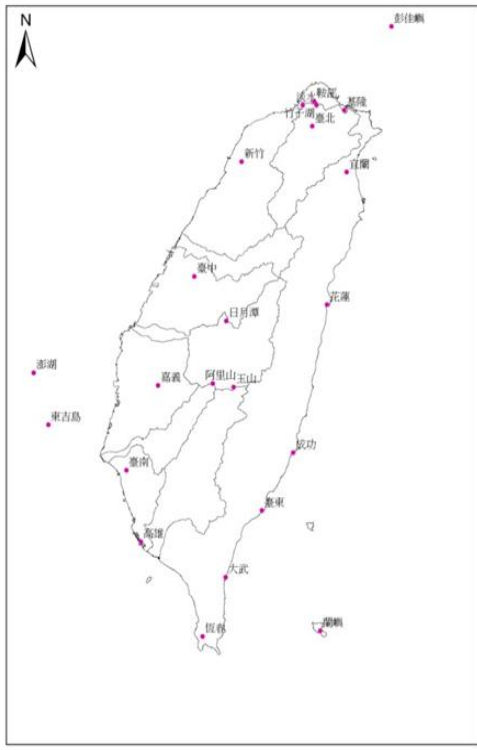 N
彭佳嶼
淡水
鞍部
竹子湖
基隆
臺北
新竹
宜蘭
臺中
花蓮
日月潭
澎湖
嘉義
阿里山
玉山
東吉島
成功
臺南
臺東
高雄
大武
恆春
蘭嶼